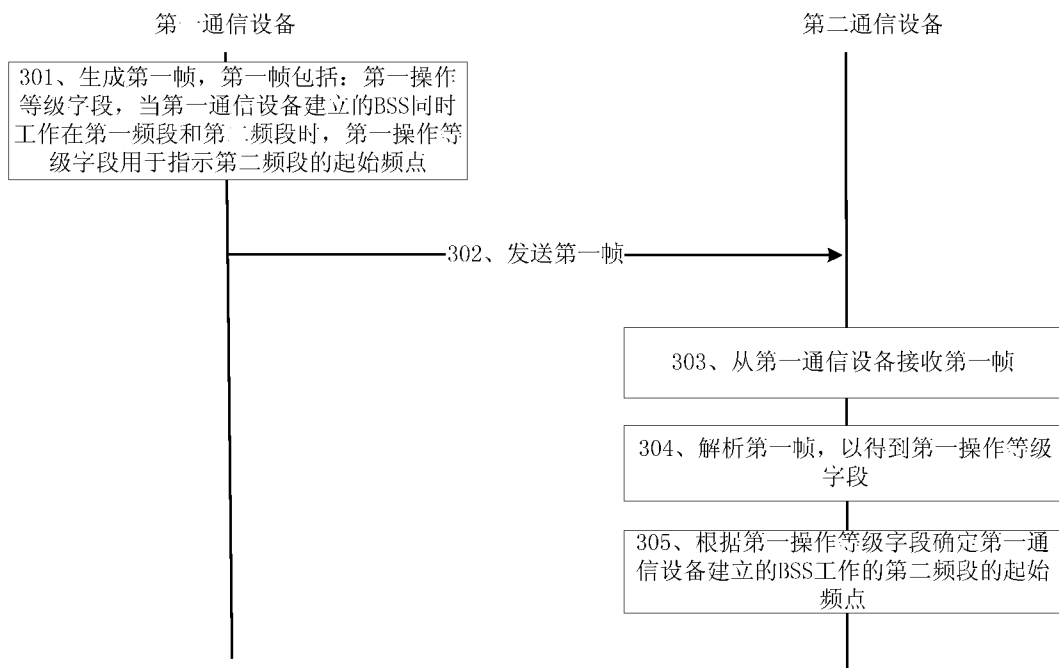 第一通信设备
第二通信设备
301、生成第一帧，第一帧包括：第一操作
等级字段，当第一通信设备建立的BSS同时
工作在第一频段和第二频段时，第一操作等
级字段用于指示第二频段的起始频点
302、发送第一帧
303、从第一通信设备接收第一帧
304、解析第一帧，以得到第一操作等级
字段
305、根据第一操作等级字段确定第一通
信设备建立的BSS工作的第二频段的起始
频点